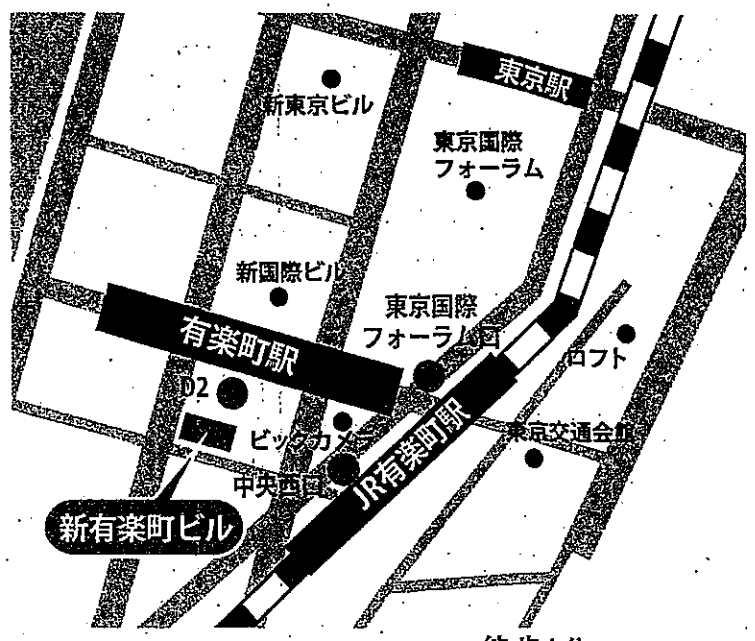 東京駅
新東京ビル
東京国際
フォーラム
新国際ビル
東京国際
フォーラム口
有楽町駅
ロフト
D2
ビックカメラ
東京交通会館
JR有楽町駅
中央西口
新有楽町ビル